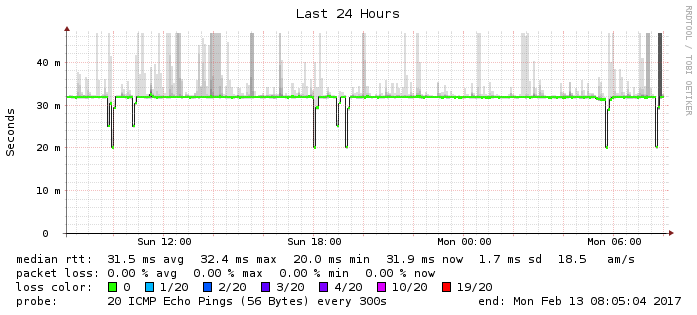 Last 24 Hours
RRDTOOL / TOBI OETIKER
Seconds
40 m
30 m
20 m
10 m
0
Sun 12:00 Sun 18:00 Mon 00:00 Mon 06:00
median rtt: 31.5 ms avg 32.4 ms max 20.0 ms min 31.9 ms now 1.7 ms sd 18.5 am/s
packet loss: 0.00 % avg 0.00 % max 0.00 % min 0.00 % now
loss color: 0 1/20 2/20 3/20 4/20 10/20 19/20
probe: 20 ICMP Echo Pings (56 Bytes) every 300s end: Mon Feb 13 08:05:04 2017